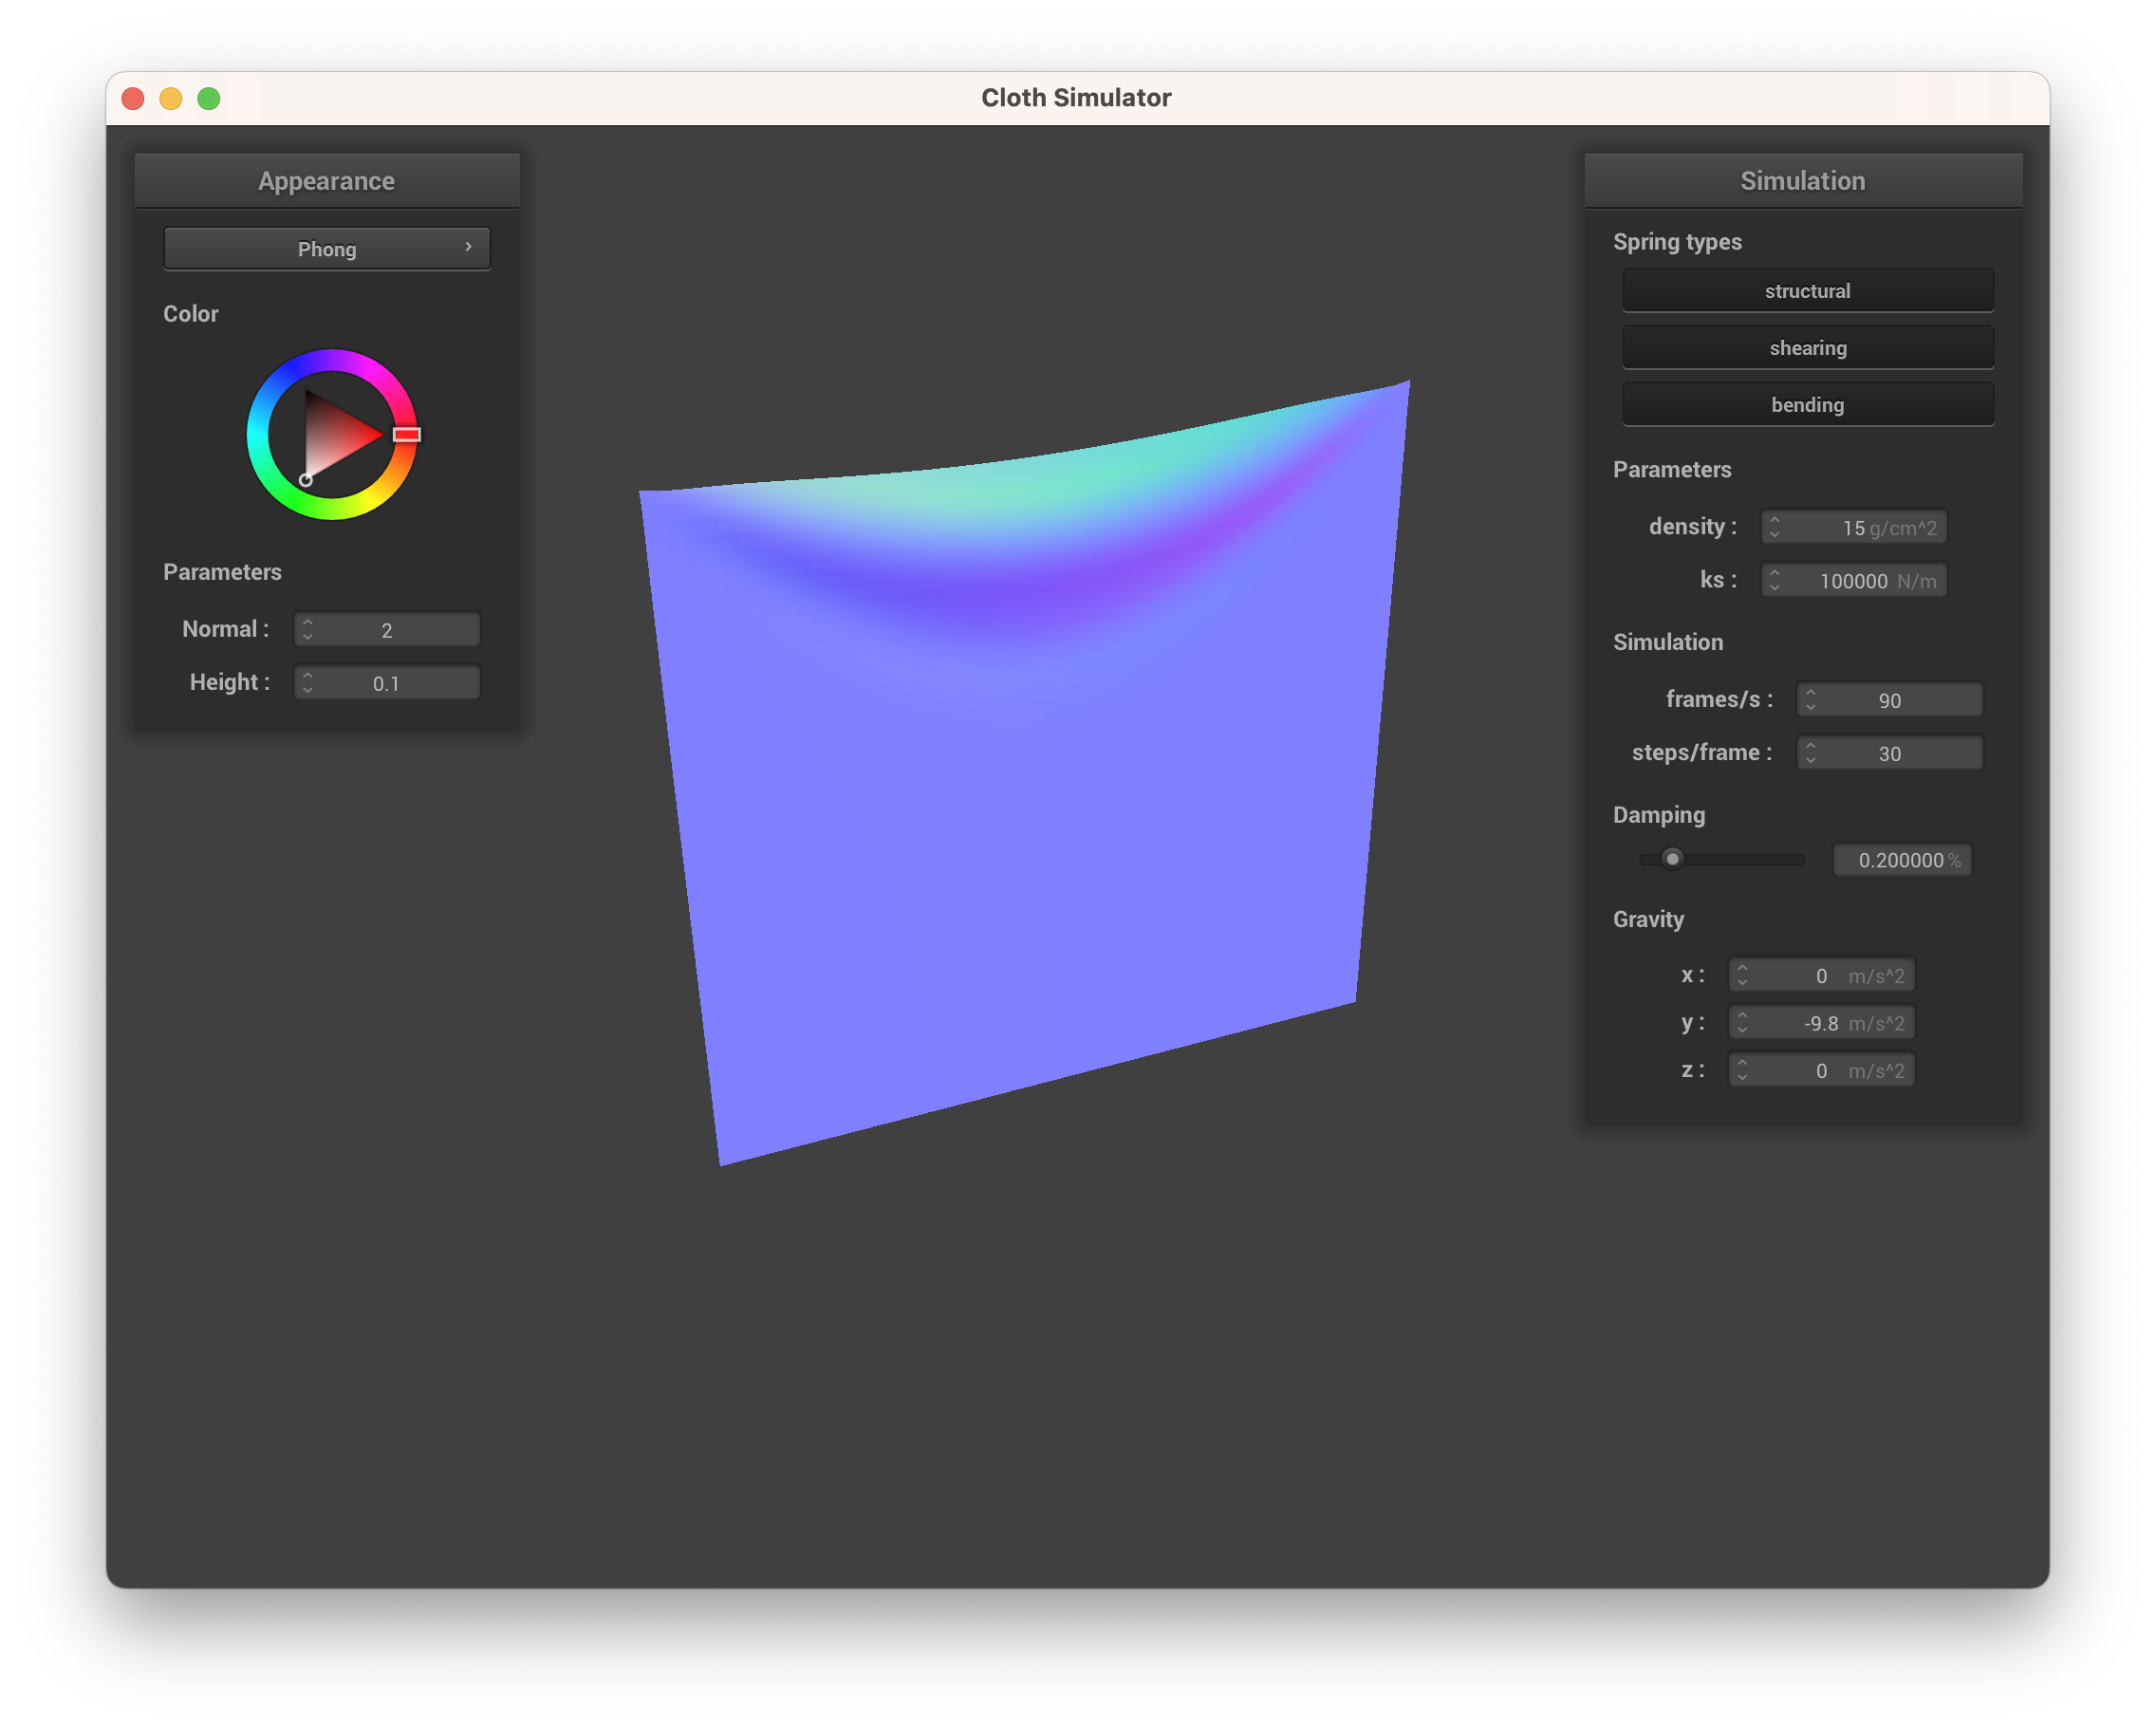 Cloth Simulator
Appearance
Phong
Color
Parameters
Normal : 2
Height : 0.1
Simulation
Spring types
structural
shearing
bending
Parameters
density : 15 g/cm^2
ks : 100000 N/m
Simulation
frames/s : 90
steps/frame : 30
Damping
0.200000 %
Gravity
x : 0 m/s^2
y : -9.8 m/s^2
z : 0 m/s^2